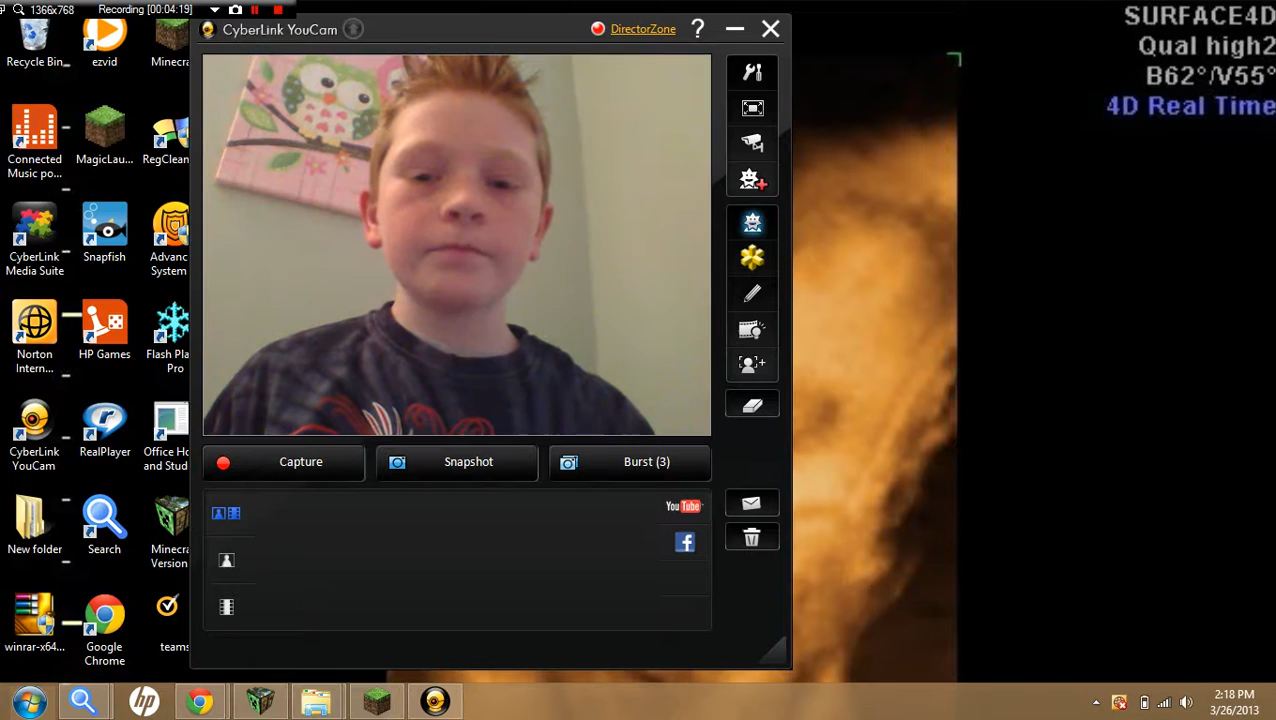 1366x768 Recording [00:04:19]
CyberLink YouCam
DirectorZone
?
SURFACE4D
Qual high2
B62°/V55°
4D Real Time
Recycle Bin
ezvid
Minecr...
Connected Music po...
MagicLau...
RegClean
CyberLink Media Suite
Snapfish
Advanc
System
Norton Intern...
HP Games
Flash Pla
Pro
CyberLink YouCam
RealPlayer
Office Ho
and Stud
New folder
Search
Minecra
Version
winrar-x64...
Google Chrome
teams
Capture
Snapshot
Burst (3)
YouTube
f
hp
2:18 PM
3/26/2013